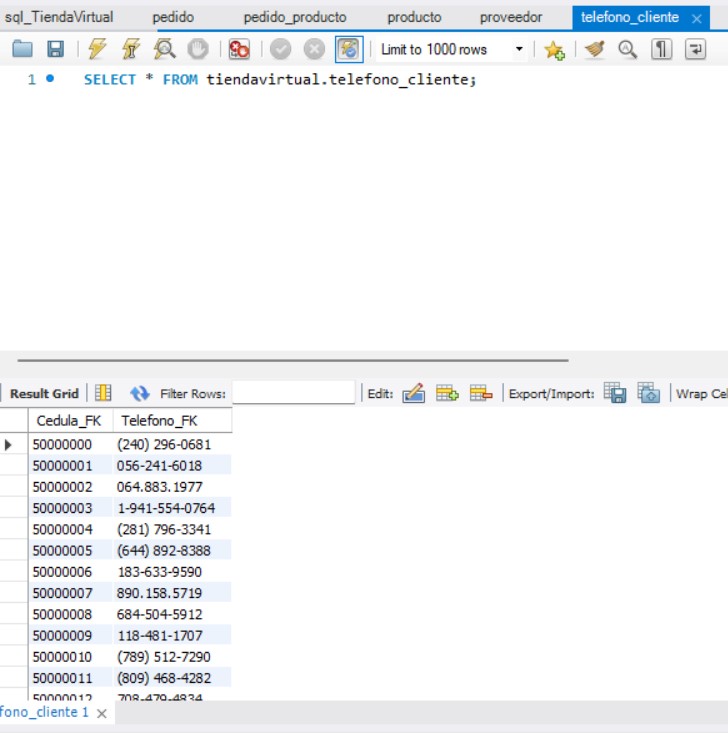 sql_TiendaVirtual pedido pedido_producto producto proveedor telefono_cliente
Limit to 1000 rows
1 SELECT * FROM tiendavirtual.telefono_cliente;
Result Grid Filter Rows: Edit: Export/Import: Wrap Cel
Cedula_FK Telefono_FK
50000000 (240) 296-0681
50000001 056-241-6018
50000002 064.883.1977
50000003 1-941-554-0764
50000004 (281) 796-3341
50000005 (644) 892-8388
50000006 183-633-9590
50000007 890.158.5719
50000008 684-504-5912
50000009 118-481-1707
50000010 (789) 512-7290
50000011 (809) 468-4282
50000012 708-479-4834
fono_cliente 1